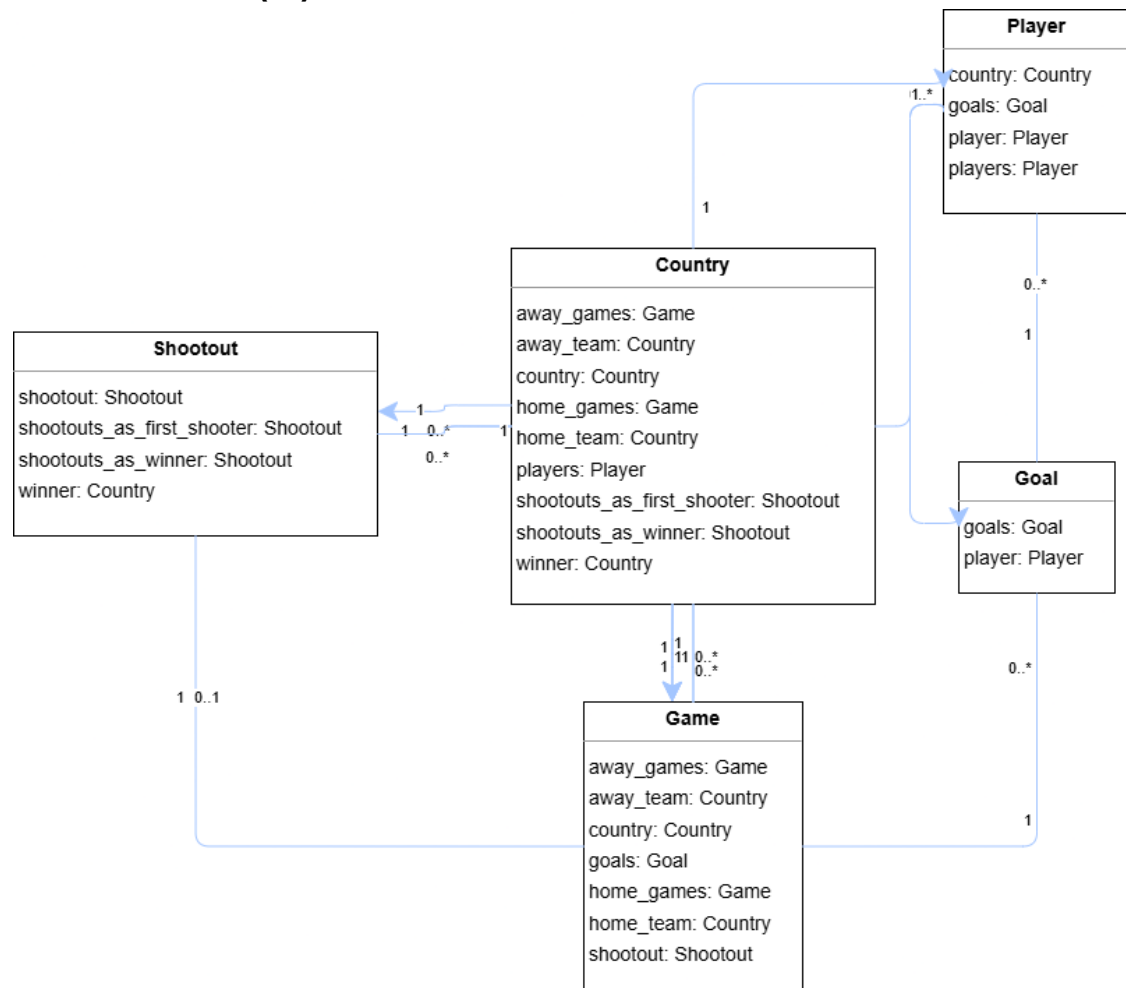 Player
country: Country
goals: Goal
player: Player
players: Player
1..*
1
0..*
1
Country
away_games: Game
away_team: Country
country: Country
home_games: Game
home_team: Country
players: Player
shootouts_as_first_shooter: Shootout
shootouts_as_winner: Shootout
winner: Country
Shootout
shootout: Shootout
shootouts_as_first_shooter: Shootout
shootouts_as_winner: Shootout
winner: Country
1
1 0..* 1
0..*
Goal
goals: Goal
player: Player
1 1
11 0..*
1 0..*
0..*
1 0..1
1
Game
away_games: Game
away_team: Country
country: Country
goals: Goal
home_games: Game
home_team: Country
shootout: Shootout